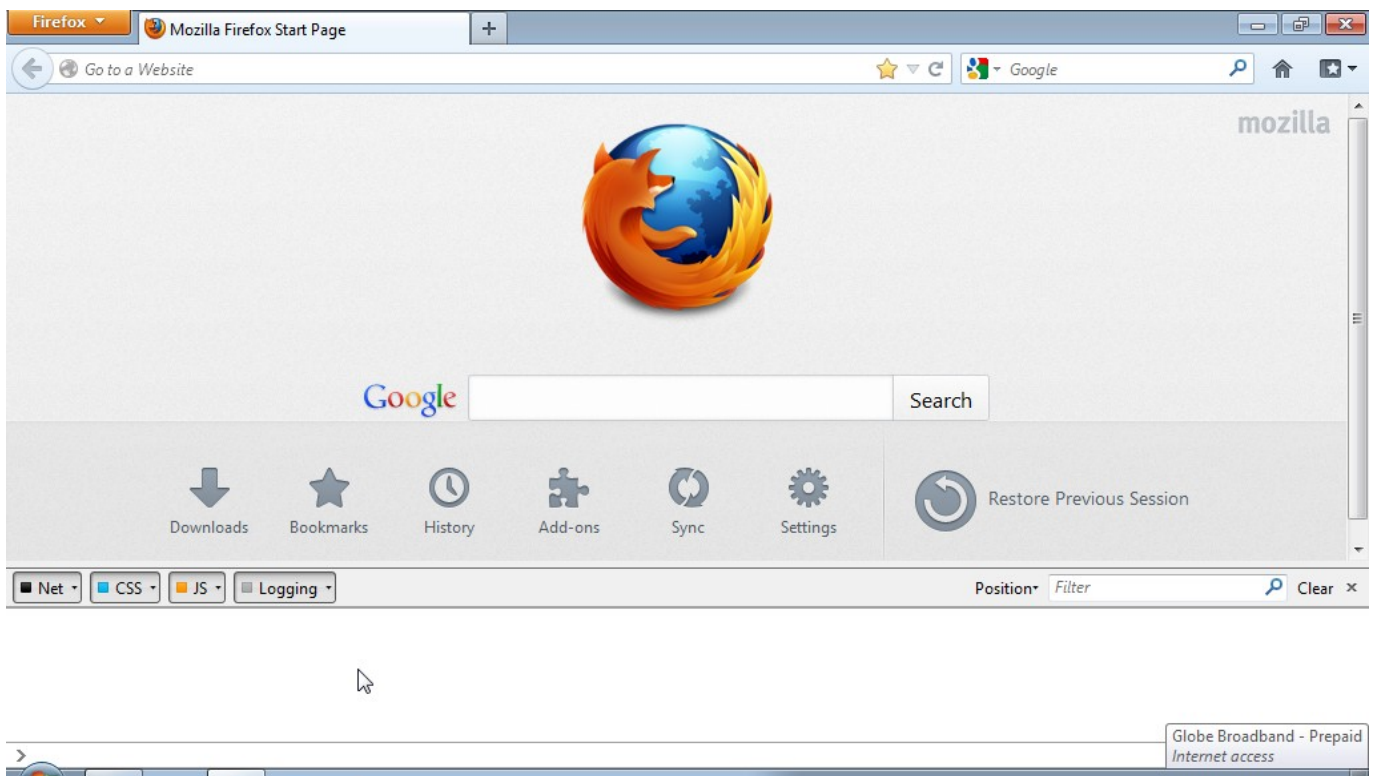 Firefox
Mozilla Firefox Start Page
Go to a Website
Google
mozilla
Google
Search
Downloads
Bookmarks
History
Add-ons
Sync
Settings
Restore Previous Session
Net
CSS
JS
Logging
Position
Filter
Clear
Globe Broadband - Prepaid
Internet access